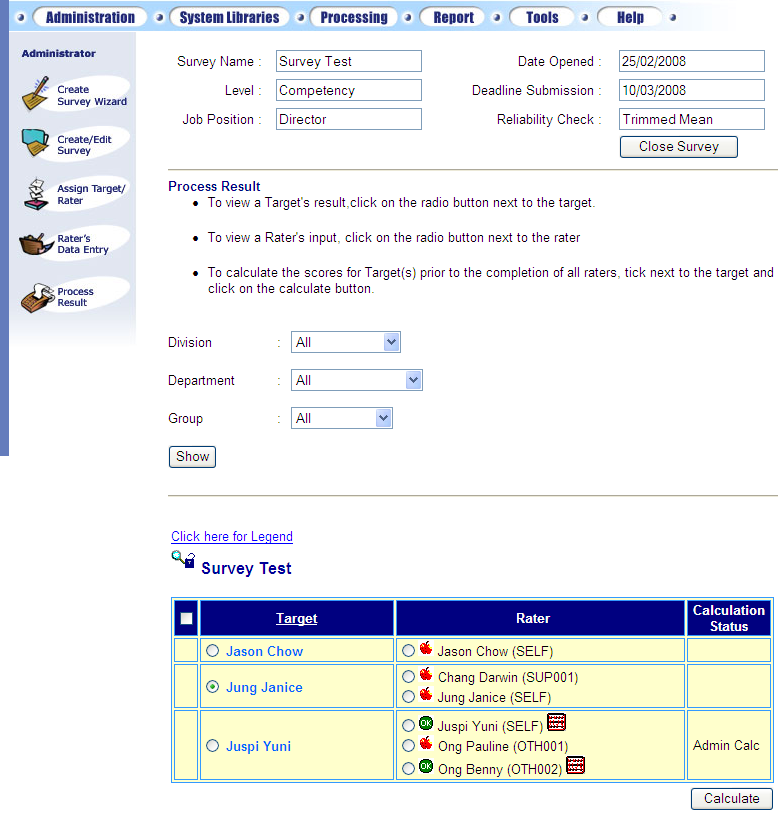 Administration System Libraries Processing Report Tools Help
Administrator
Create
Survey Wizard
Create/Edit
Survey
Assign Target/
Rater
Rater's
Data Entry
Process
Result
Survey Name : Survey Test Date Opened : 25/02/2008
Level : Competency Deadline Submission : 10/03/2008
Job Position : Director Reliability Check : Trimmed Mean
Close Survey
Process Result
• To view a Target's result,click on the radio button next to the target.
• To view a Rater's input, click on the radio button next to the rater
• To calculate the scores for Target(s) prior to the completion of all raters, tick next to the target and
click on the calculate button.
Division : All
Department : All
Group : All
Show
Click here for Legend
Survey Test
Target Rater Calculation
Status
Jason Chow Jason Chow (SELF)
Jung Janice Chang Darwin (SUP001)
Jung Janice (SELF)
Juspi Yuni OK Juspi Yuni (SELF)
Ong Pauline (OTH001) Admin Calc
OK Ong Benny (OTH002)
Calculate